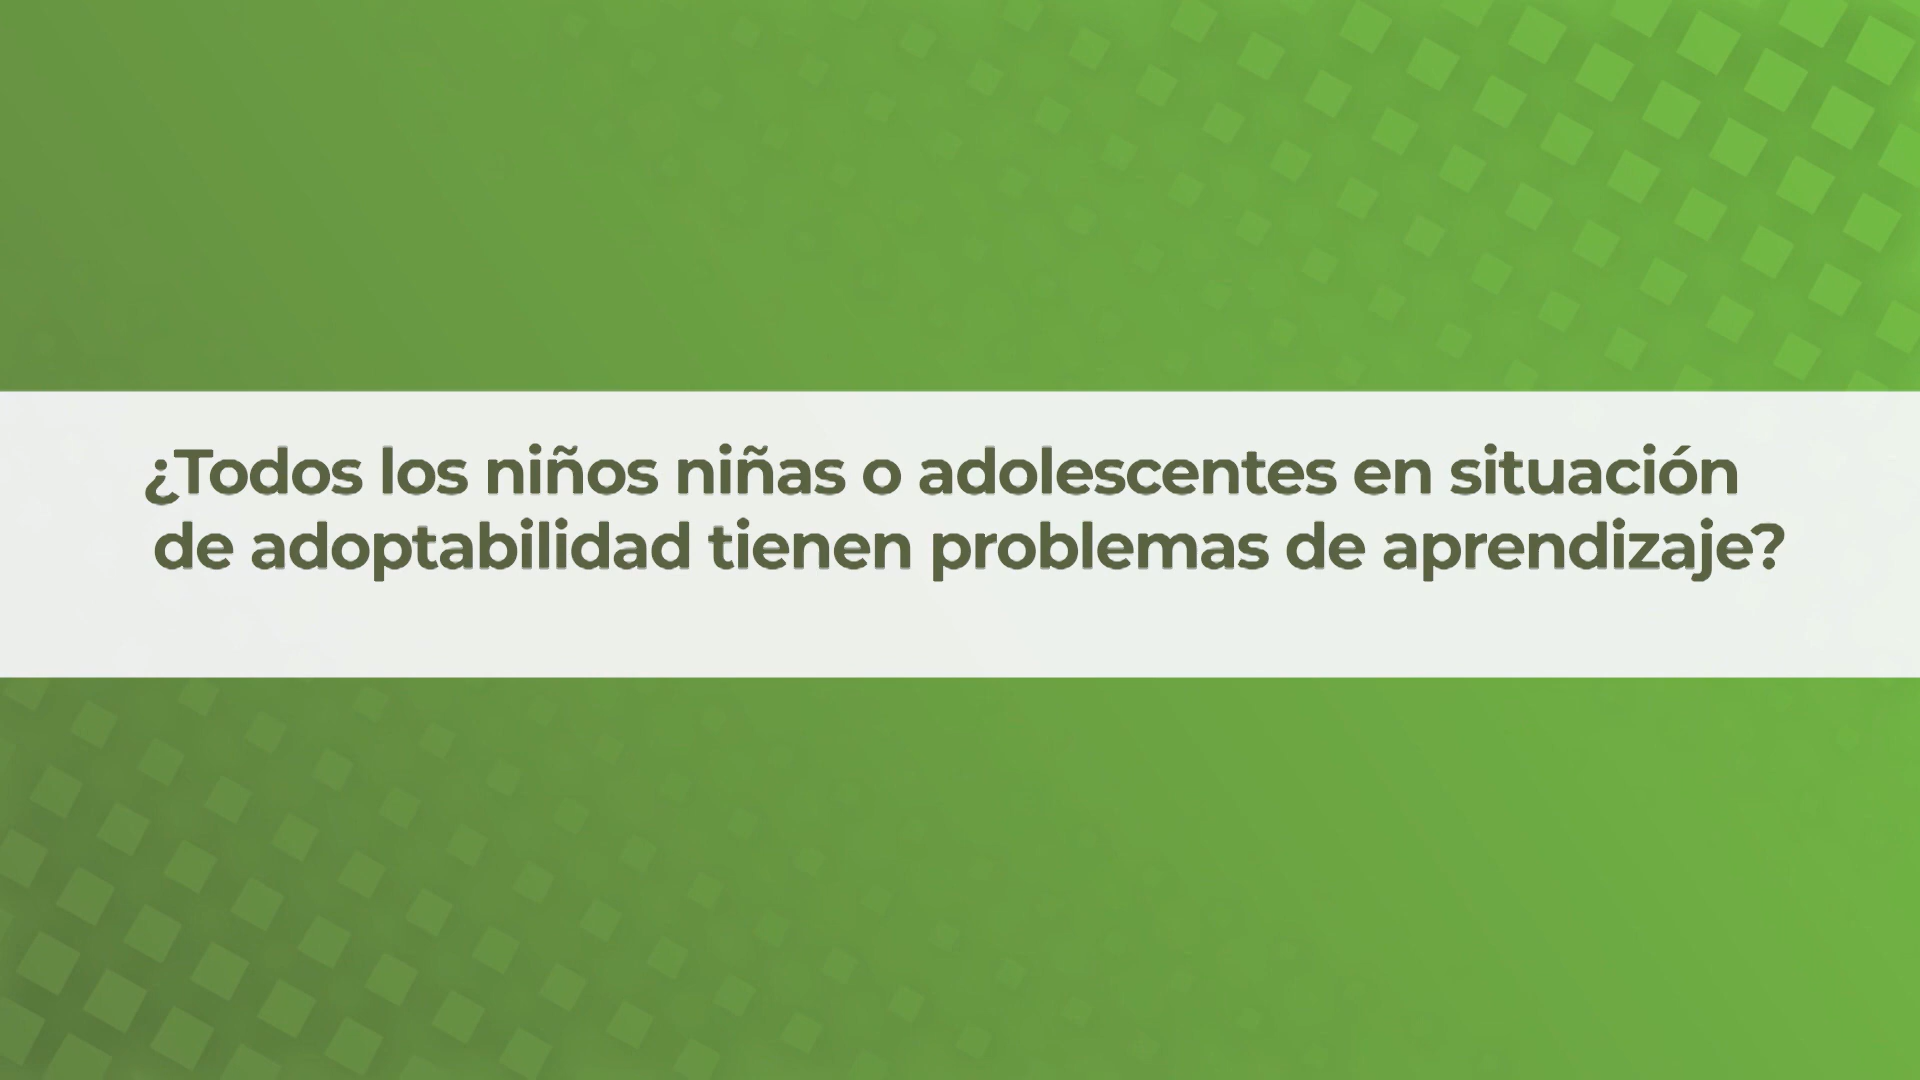 ¿Todos los niños niñas o adolescentes en situación
de adoptabilidad tienen problemas de aprendizaje?